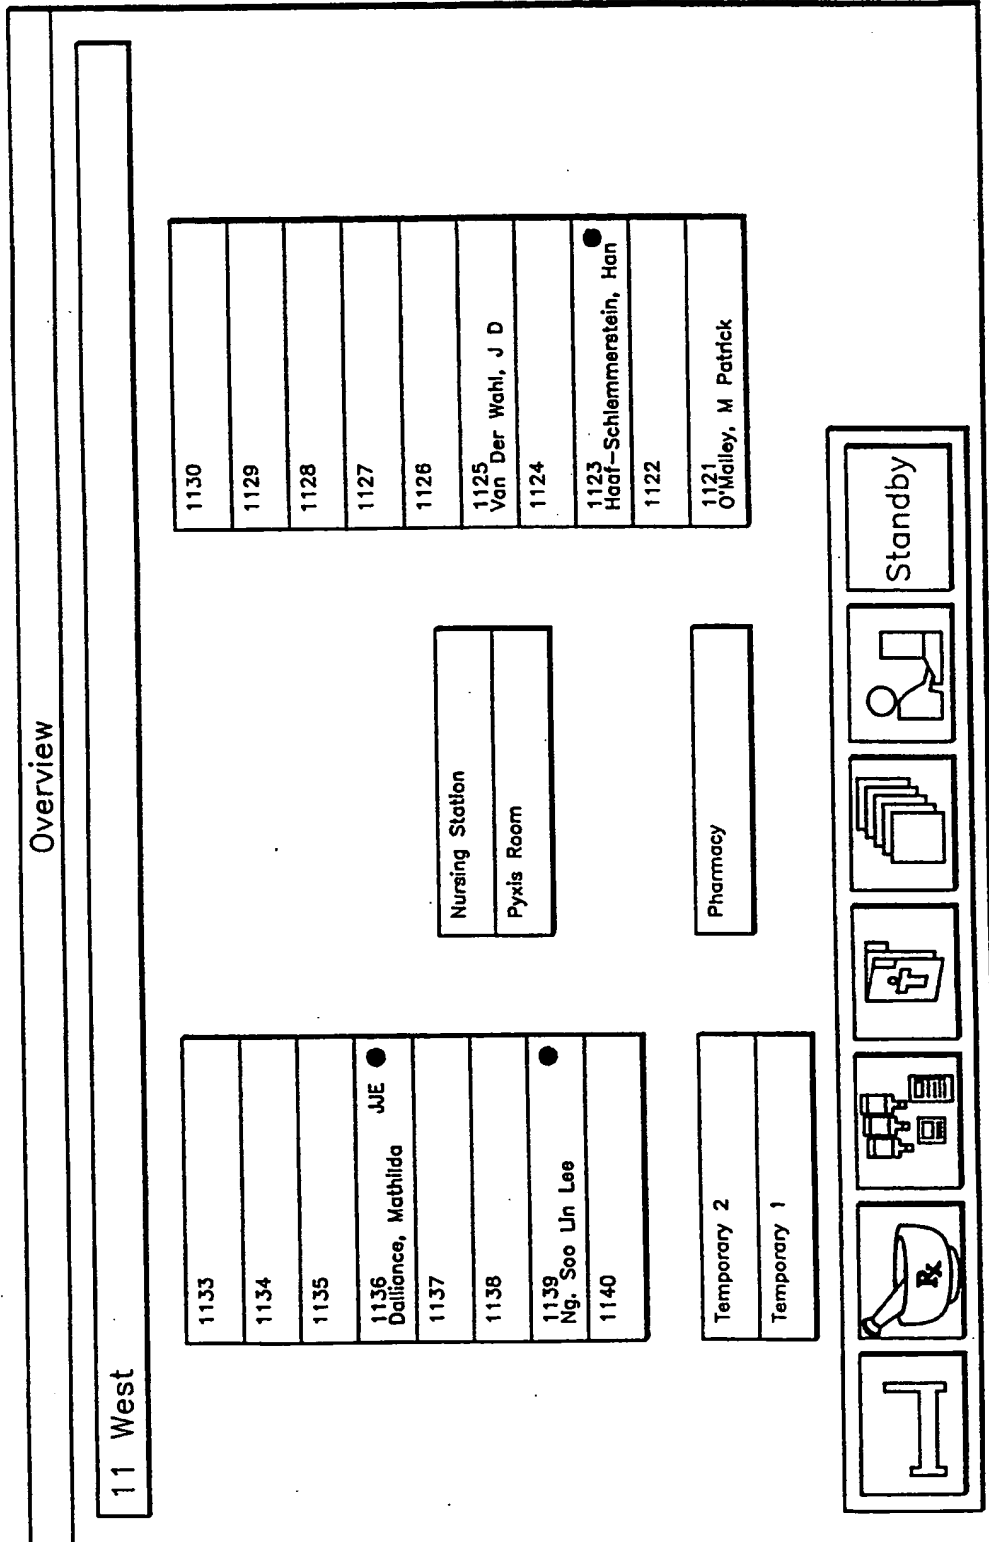 Overview
11 West
1133
1134
1135
1136 JJE
Dalliance, Mathilda
1137
1138
1139
Ng. Soo Un Lee
1140
Temporary 2
Temporary 1
Nursing Station
Pyxis Room
Pharmacy
1130
1129
1128
1127
1126
1125
Van Der Wahl, J D
1124
1123
Haaf-Schlemmerstein, Han
1122
1121
O'Malley, M Patrick
Rx
Standby